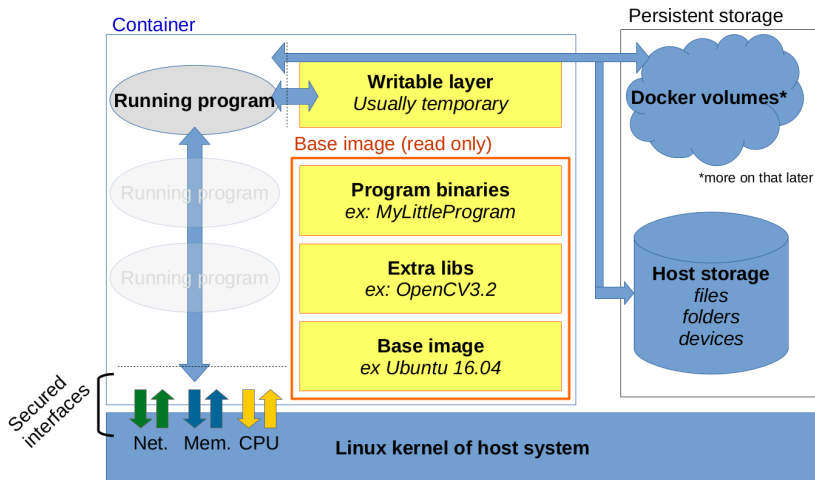 Container
Persistent storage
Running program
Writable layer
Usually temporary
Docker volumes*
*more on that later
Base image (read only)
Running program
Running program
Program binaries
ex: MyLittleProgram
Extra libs
ex: OpenCV3.2
Base image
ex Ubuntu 16.04
Host storage
files
folders
devices
Secured
interfaces
Net.
Mem.
CPU
Linux kernel of host system